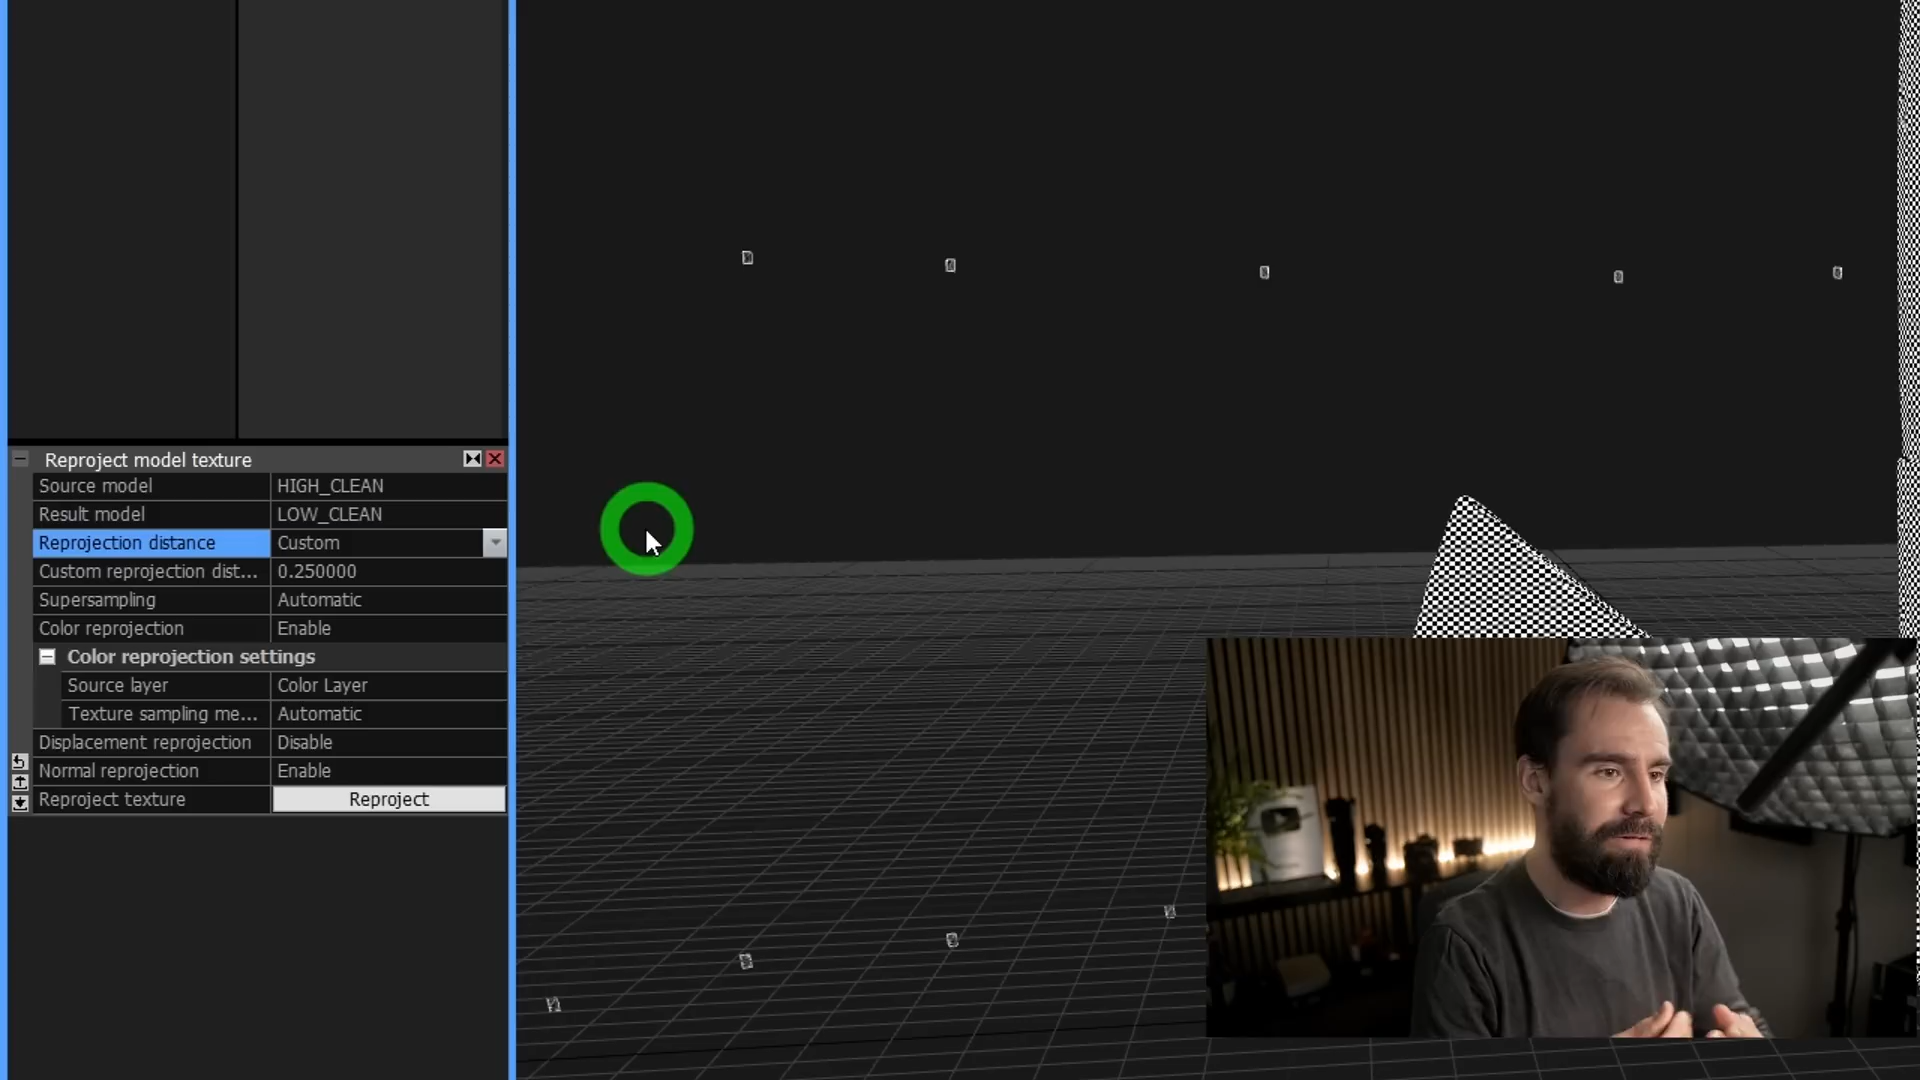 Reproject model texture
Source model HIGH_CLEAN
Result model LOW_CLEAN
Reprojection distance Custom
Custom reprojection dist... 0.250000
Supersampling Automatic
Color reprojection Enable
Color reprojection settings
Source layer Color Layer
Texture sampling me... Automatic
Displacement reprojection Disable
Normal reprojection Enable
Reproject texture Reproject